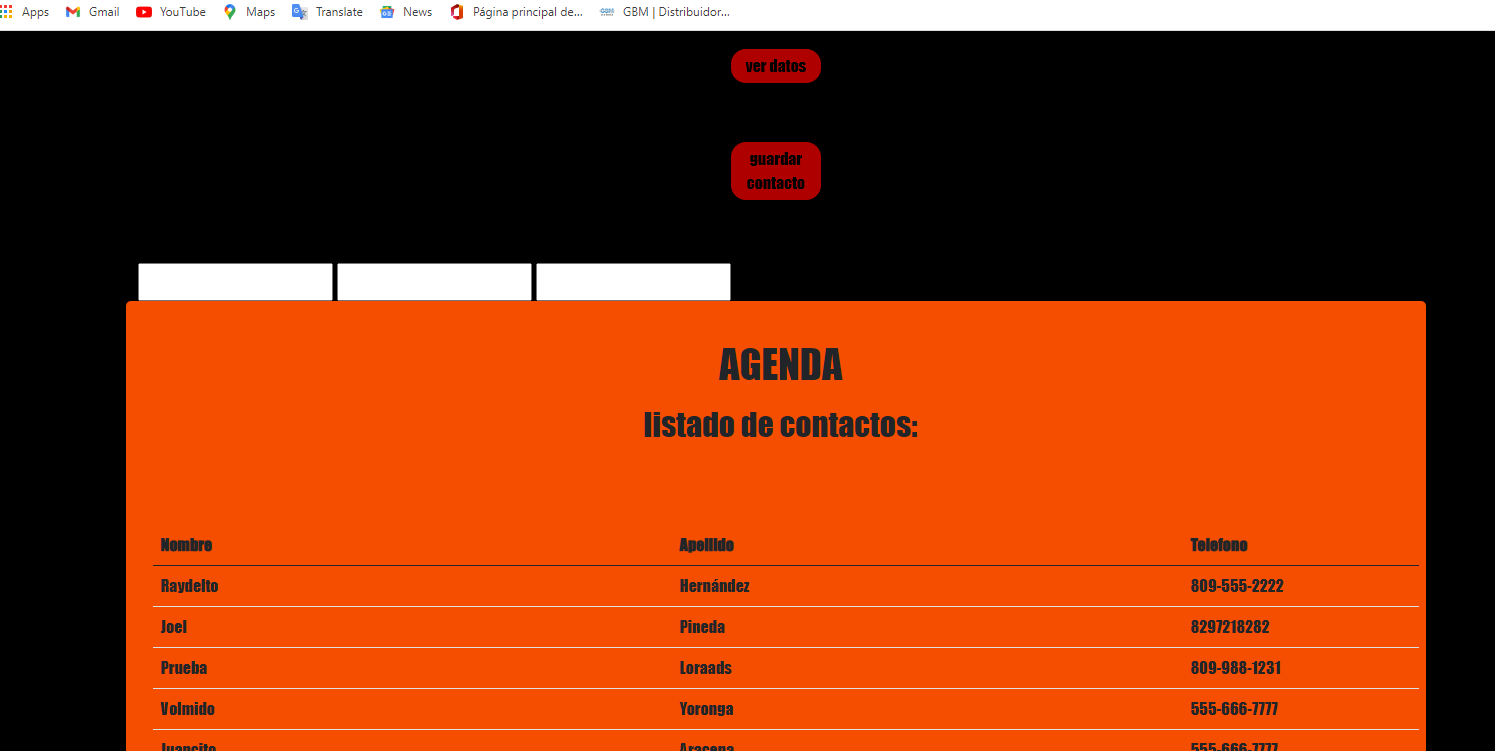 Apps Gmail YouTube Maps Translate News Página principal de... GBM | Distribuidor...
ver datos
guardar
contacto
AGENDA
listado de contactos:
Nombre Apellido Telefono
Raydelto Hernández 809-555-2222
Joel Pineda 8297218282
Prueba Loraads 809-988-1231
Volmido Yoronga 555-666-7777
Juancito Aracena 555-666-7777